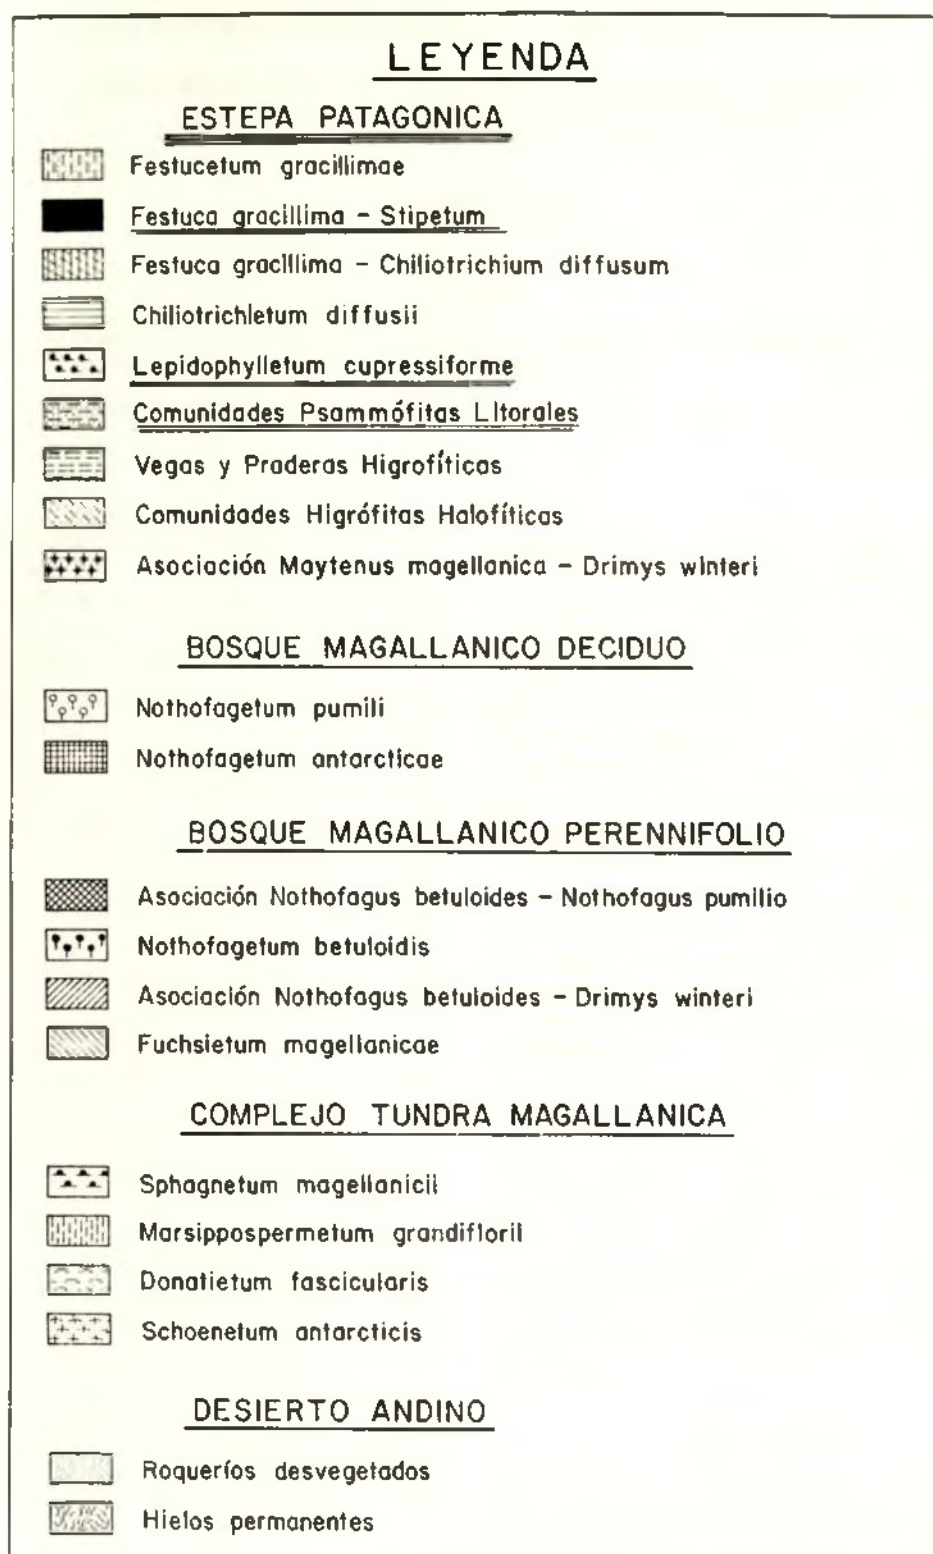 LEYENDA
ESTEPA PATAGONICA
Festucetum gracillimae
Festuca gracillima - Stipetum
Festuca gracillima - Chiliotrichium diffusum
Chiliotrichietum diffusii
Lepidophylletum cupressiforme
Comunidades Psammófitas Litorales
Vegas y Praderas Higrofíticas
Comunidades Higrófitas Halofíticas
Asociación Maytenus magellanica - Drimys winteri
BOSQUE MAGALLANICO DECIDUO
Nothofagetum pumili
Nothofagetum antarcticae
BOSQUE MAGALLANICO PERENNIFOLIO
Asociación Nothofagus betuloides - Nothofagus pumilio
Nothofagetum betuloidis
Asociación Nothofagus betuloides - Drimys winteri
Fuchsietum magellanicae
COMPLEJO TUNDRA MAGALLANICA
Sphagnetum magellanicii
Marsippospermetum grandiflorii
Donatietum fascicularis
Schoenetum antarcticis
DESIERTO ANDINO
Roqueríos desvegetados
Hielos permanentes